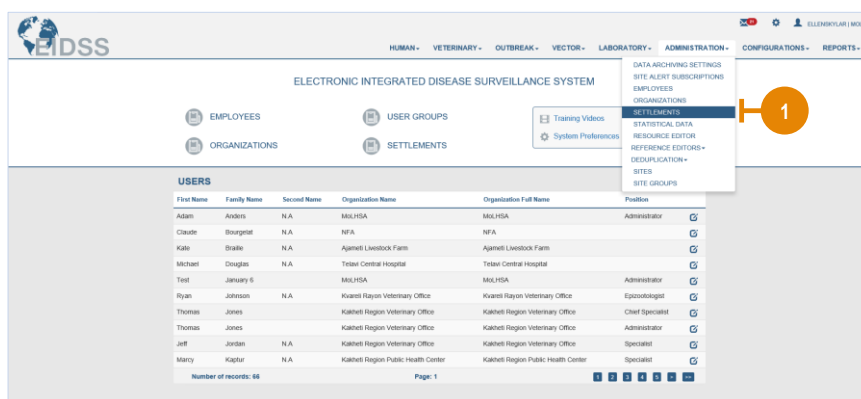 EIDSS
ELLENSKYLAR | MO
HUMAN VETERINARY OUTBREAK VECTOR LABORATORY ADMINISTRATION CONFIGURATIONS REPORTS
DATA ARCHIVING SETTINGS
SITE ALERT SUBSCRIPTIONS
EMPLOYEES
ORGANIZATIONS
SETTLEMENTS
STATISTICAL DATA
RESOURCE EDITOR
REFERENCE EDITORS
DEDUPLICATION
SITES
SITE GROUPS
1
ELECTRONIC INTEGRATED DISEASE SURVEILLANCE SYSTEM
EMPLOYEES USER GROUPS Training Videos
System Preferences
ORGANIZATIONS SETTLEMENTS
USERS
First Name Family Name Second Name Organization Name Organization Full Name Position
Adam Anders N.A MoLHSA MoLHSA Administrator
Claude Bourgelat N.A NFA NFA
Kate Braille N.A Ajameti Livestock Farm Ajameti Livestock Farm
Michael Douglas N.A Telavi Central Hospital Telavi Central Hospital
Test January 6 MoLHSA MoLHSA Administrator
Ryan Johnson N.A Kvareli Rayon Veterinary Office Kvareli Rayon Veterinary Office Epizootologist
Thomas Jones Kakheti Region Veterinary Office Kakheti Region Veterinary Office Chief Specialist
Thomas Jones Kakheti Region Veterinary Office Kakheti Region Veterinary Office Administrator
Jeff Jordan N.A Kakheti Region Veterinary Office Kakheti Region Veterinary Office Specialist
Marcy Kaptur N.A Kakheti Region Public Health Center Kakheti Region Public Health Center Specialist
Number of records: 66 Page: 1 1 2 3 4 5 > >>